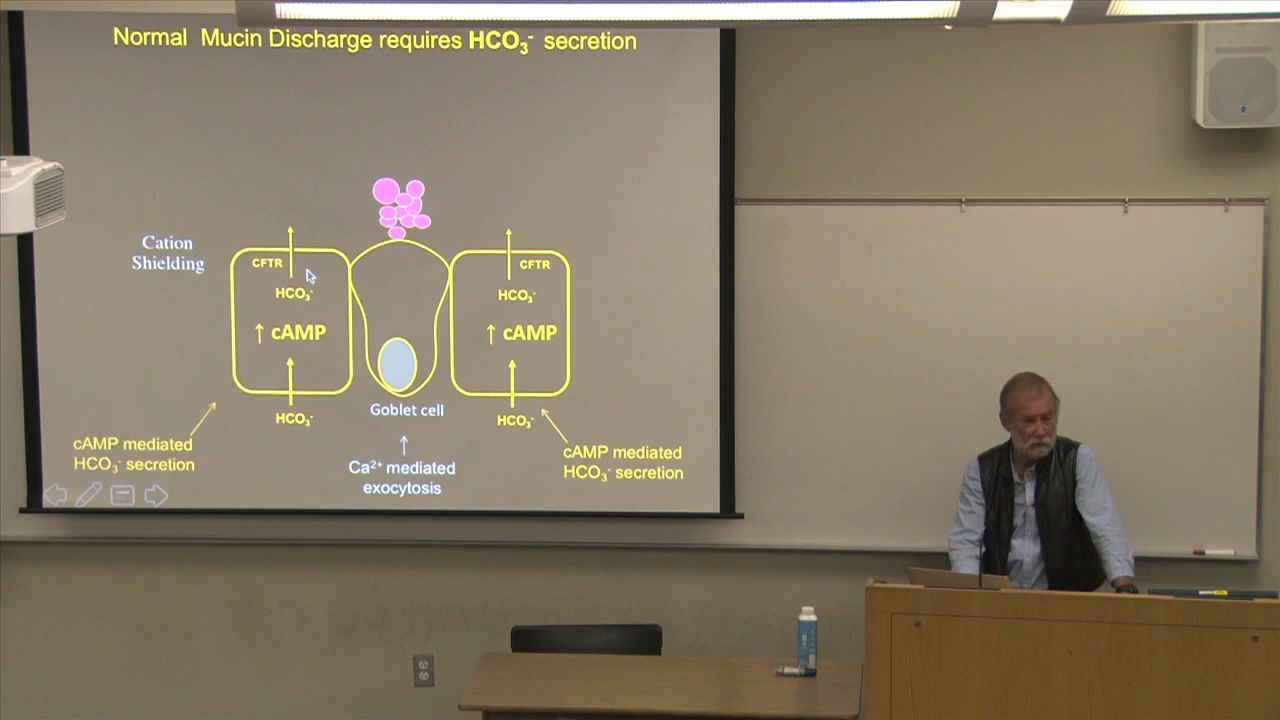 Normal Mucin Discharge requires HCO₃⁻ secretion
Cation
Shielding
CFTR
CFTR
HCO₃⁻
HCO₃⁻
↑ cAMP
↑ cAMP
HCO₃⁻
Goblet cell
HCO₃⁻
cAMP mediated
HCO₃⁻ secretion
Ca²⁺ mediated
exocytosis
cAMP mediated
HCO₃⁻ secretion